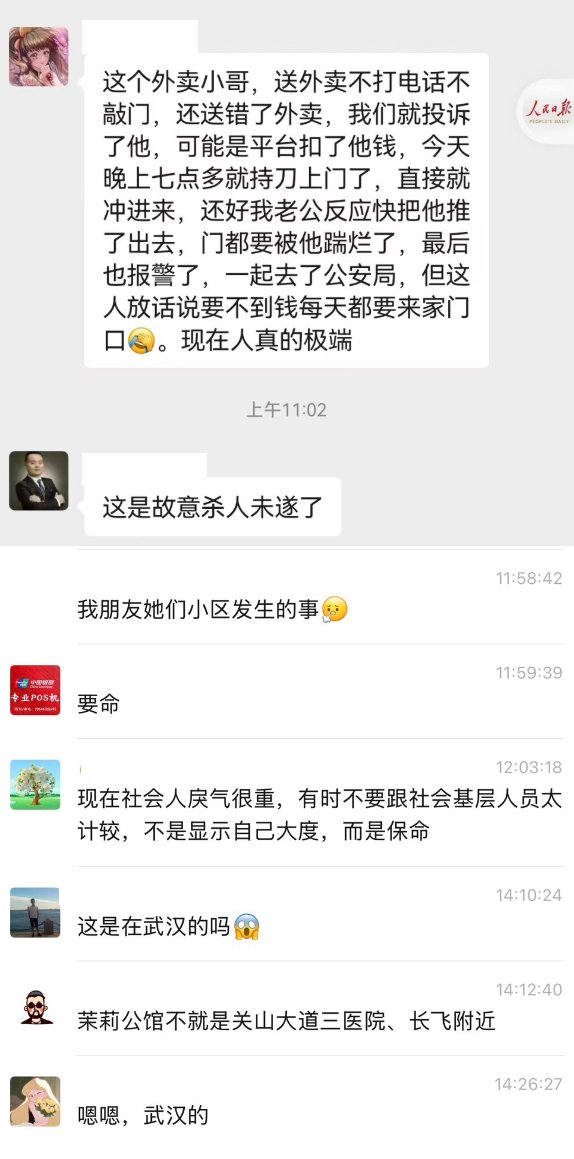 这个外卖小哥，送外卖不打电话不
敲门，还送错了外卖，我们就投诉
了他，可能是平台扣了他钱，今天
晚上七点多就持刀上门了，直接就
冲进来，还好我老公反应快把他推
了出去，门都要被他踹烂了，最后
也报警了，一起去了公安局，但这
人放话说要不到钱每天都要来家门
口🤣。现在人真的极端
人民日报
PEOPLE'S DAILY
上午11:02
这是故意杀人未遂了
11:58:42
我朋友她们小区发生的事😮‍💨
11:59:39
中国银联
专业POS机
要命
12:03:18
现在社会人戾气很重，有时不要跟社会基层人员太
计较，不是显示自己大度，而是保命
14:10:24
这是在武汉的吗😱
14:12:40
茉莉公馆不就是关山大道三医院、长飞附近
14:26:27
嗯嗯，武汉的